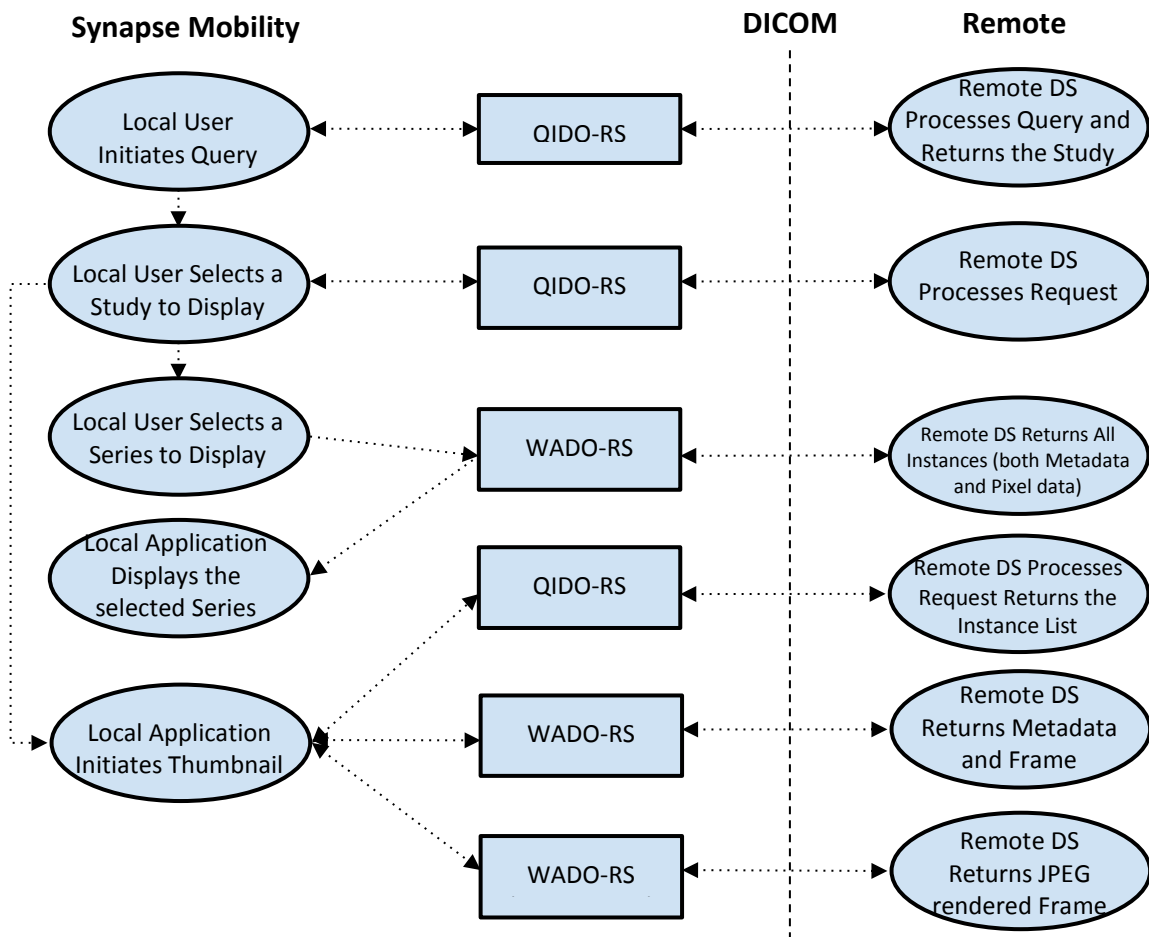 Synapse Mobility
DICOM
Remote
Local User
Initiates Query
QIDO-RS
Remote DS
Processes Query and
Returns the Study
Local User Selects a
Study to Display
QIDO-RS
Remote DS
Processes Request
Local User Selects a
Series to Display
WADO-RS
Remote DS Returns All
Instances (both Metadata
and Pixel data)
Local Application
Displays the
selected Series
QIDO-RS
Remote DS Processes
Request Returns the
Instance List
Local Application
Initiates Thumbnail
WADO-RS
Remote DS
Returns Metadata
and Frame
WADO-RS
Remote DS
Returns JPEG
rendered Frame